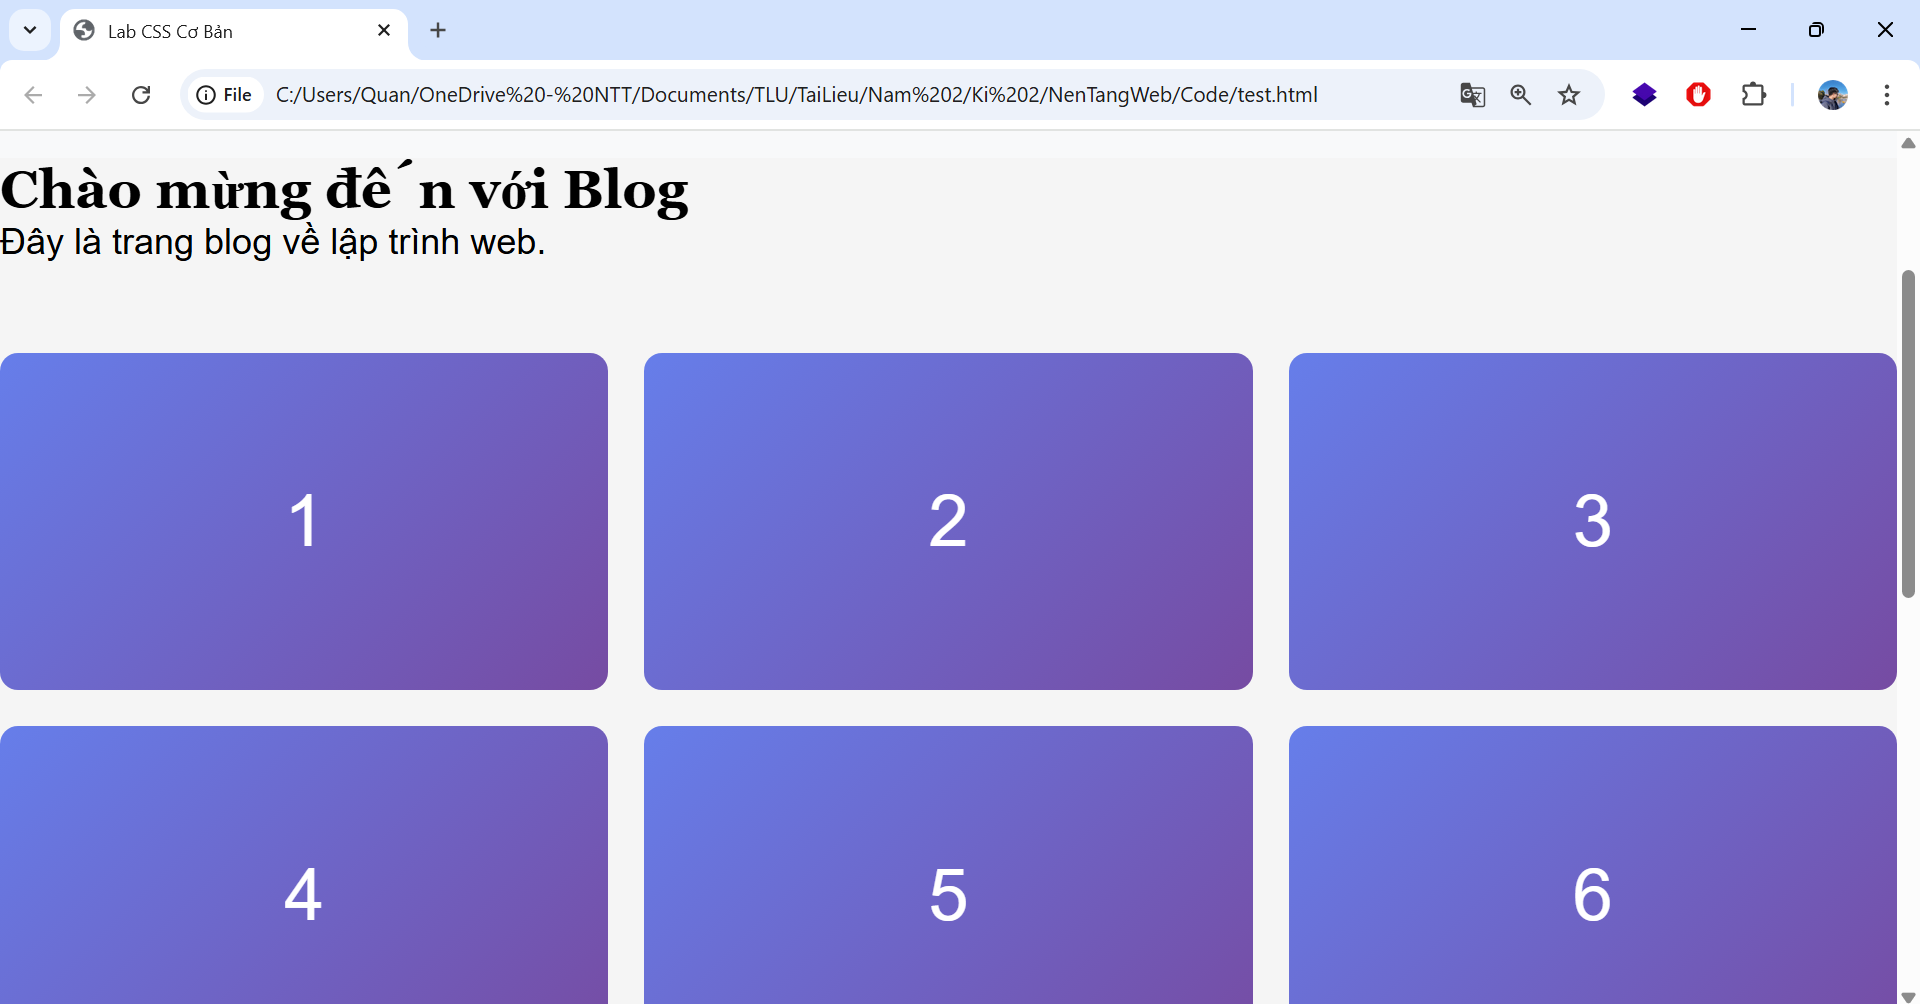 Lab CSS Cơ Bản
File
C:/Users/Quan/OneDrive%20-%20NTT/Documents/TLU/TaiLieu/Nam%202/Ki%202/NenTangWeb/Code/test.html
Chào mừng đến với Blog
Đây là trang blog về lập trình web.
1
2
3
4
5
6